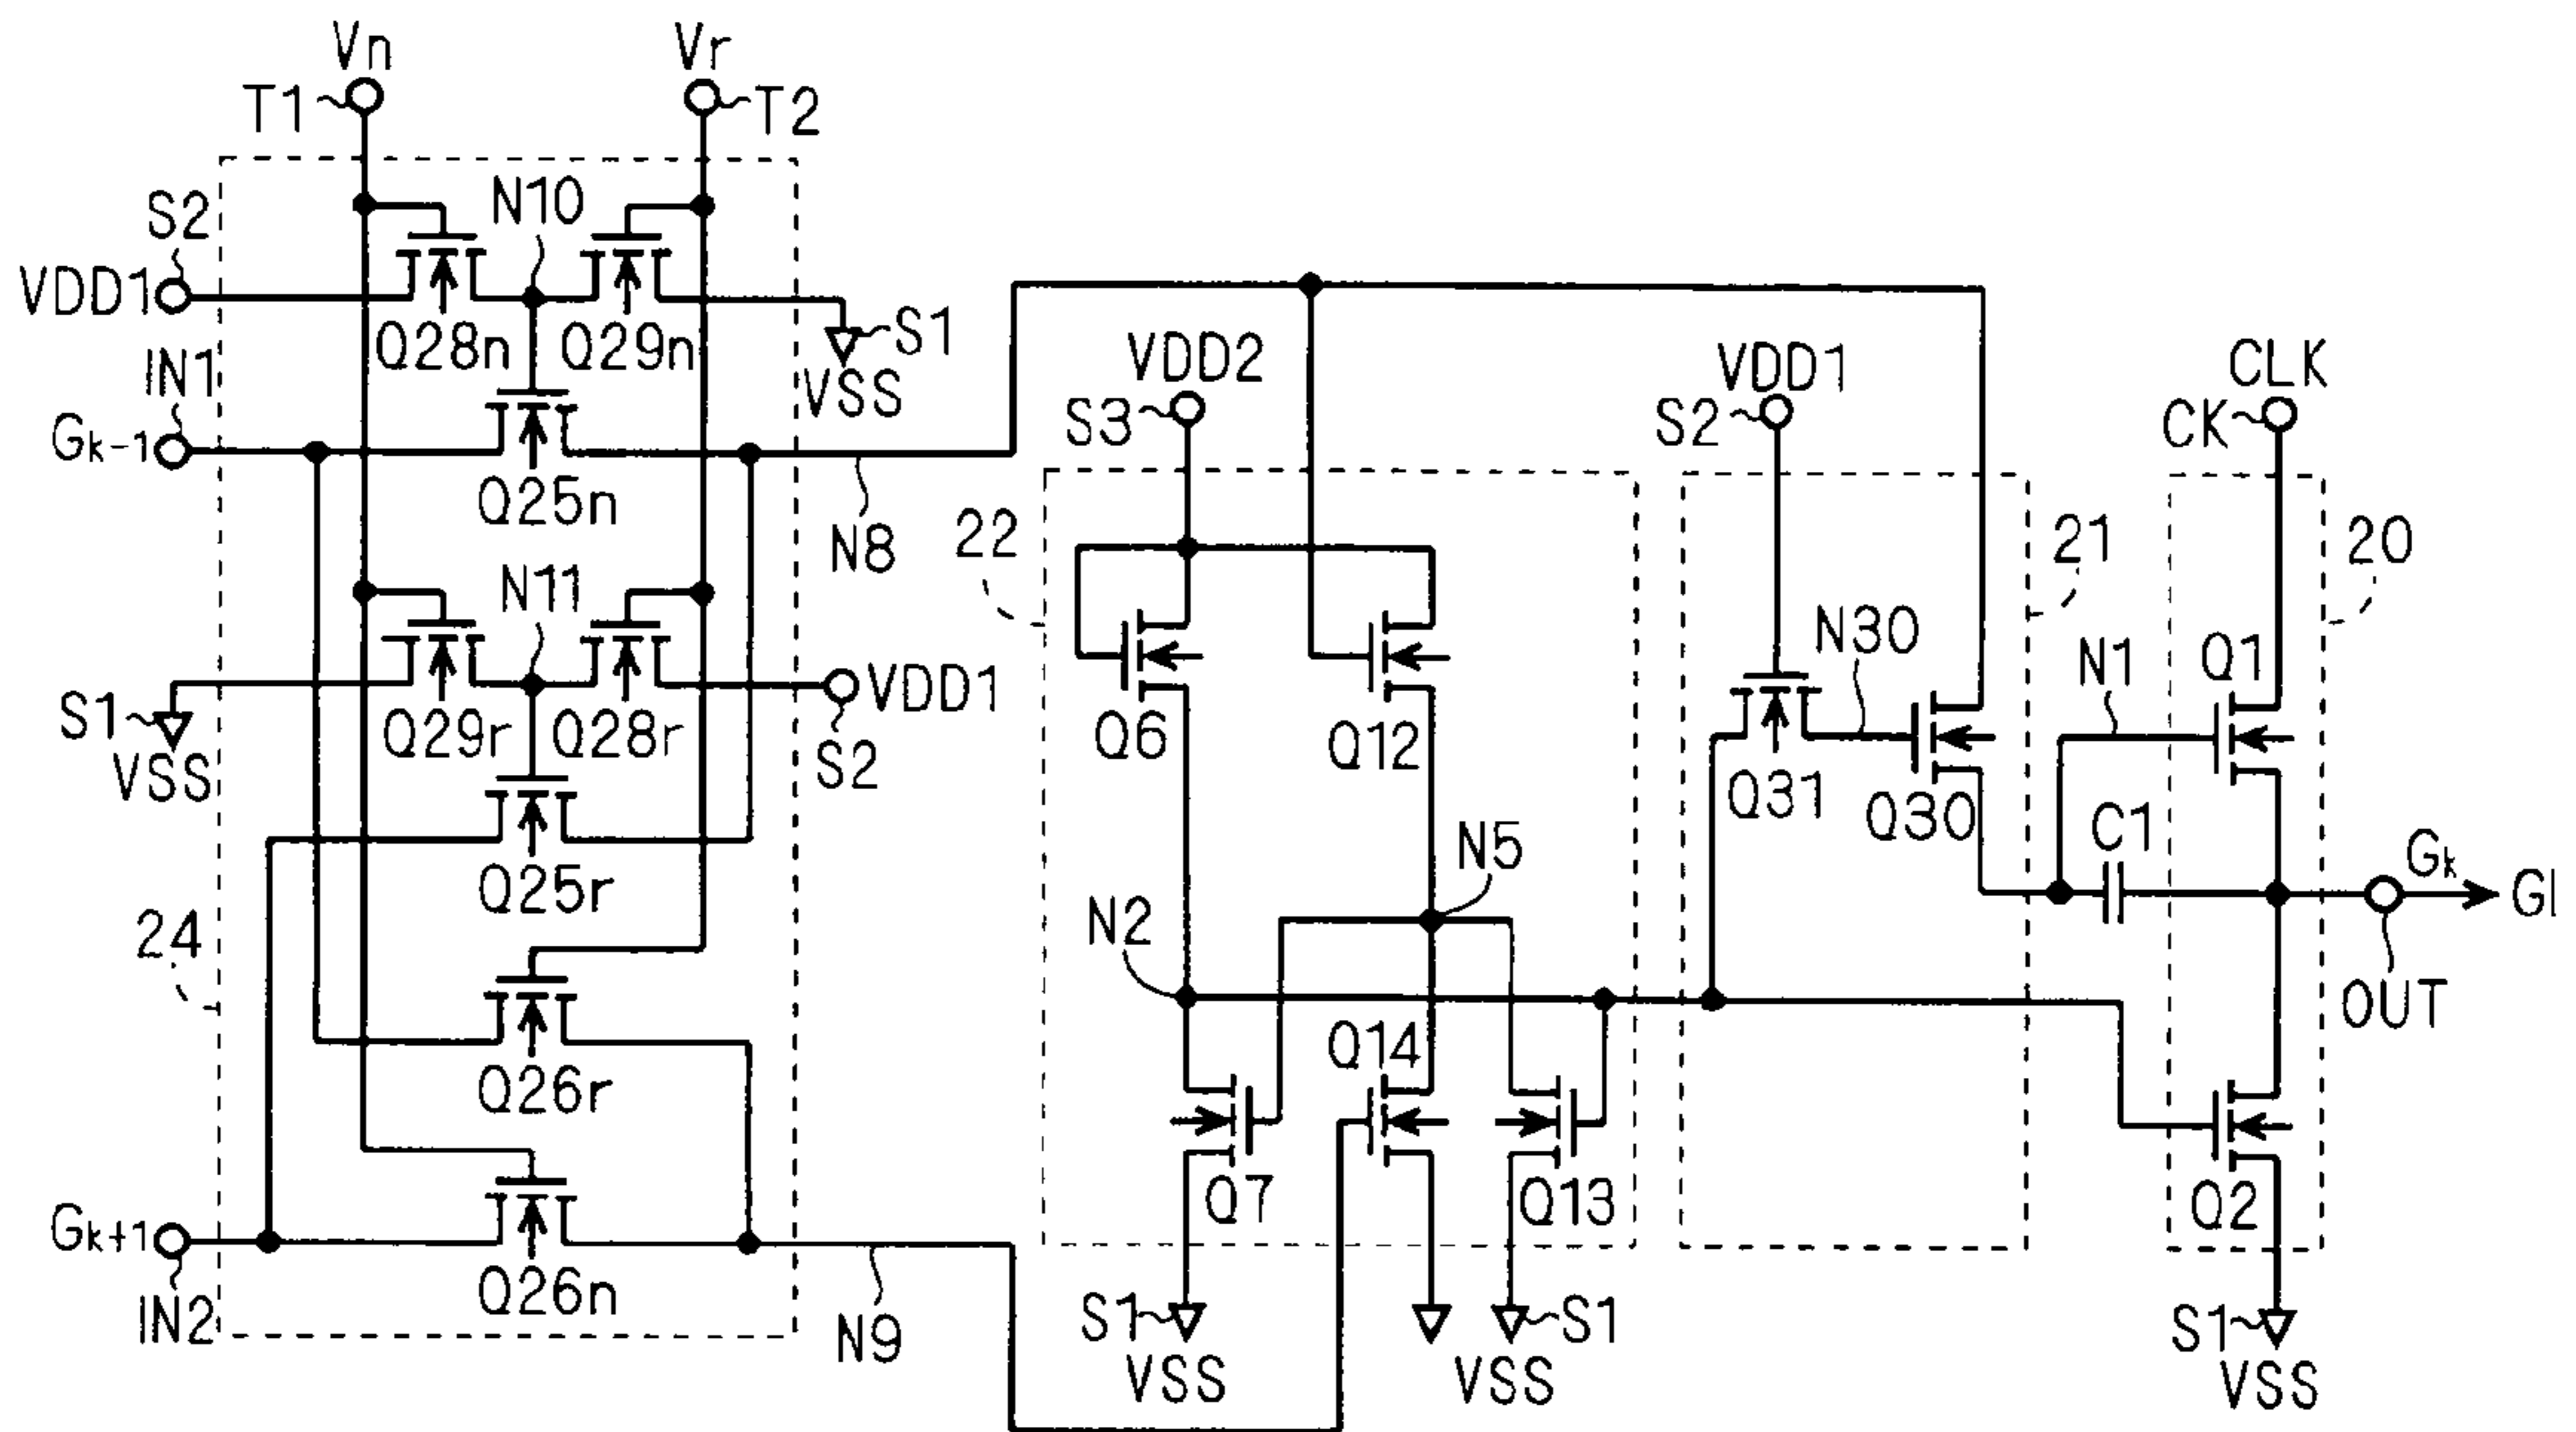 Vn
Vr
T1
T2
S2
N10
VDD1
Q28n
Q29n
S1
VSS
IN1
Gk-1
Q25n
N8
VDD2
S3
VDD1
S2
CLK
CK
22
21
20
N11
S1
VSS
Q29r
Q28r
VDD1
S2
Q6
Q12
N30
Q31
Q30
N1
Q1
C1
Gk
Gl
OUT
Q25r
N5
N2
24
Q26r
Q14
Q7
Q13
Q2
Gk+1
IN2
Q26n
N9
S1
VSS
VSS
S1
S1
VSS